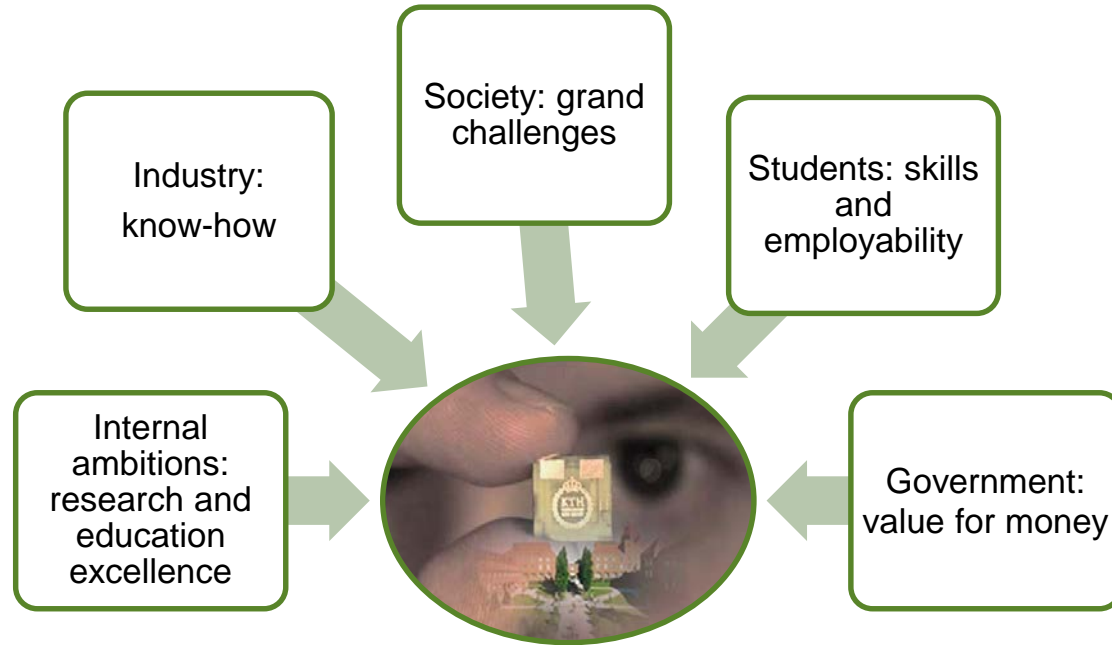 Society: grand
challenges
Industry:
know-how
Students: skills
and
employability
Internal
ambitions:
research and
education
excellence
Government:
value for money
KTH